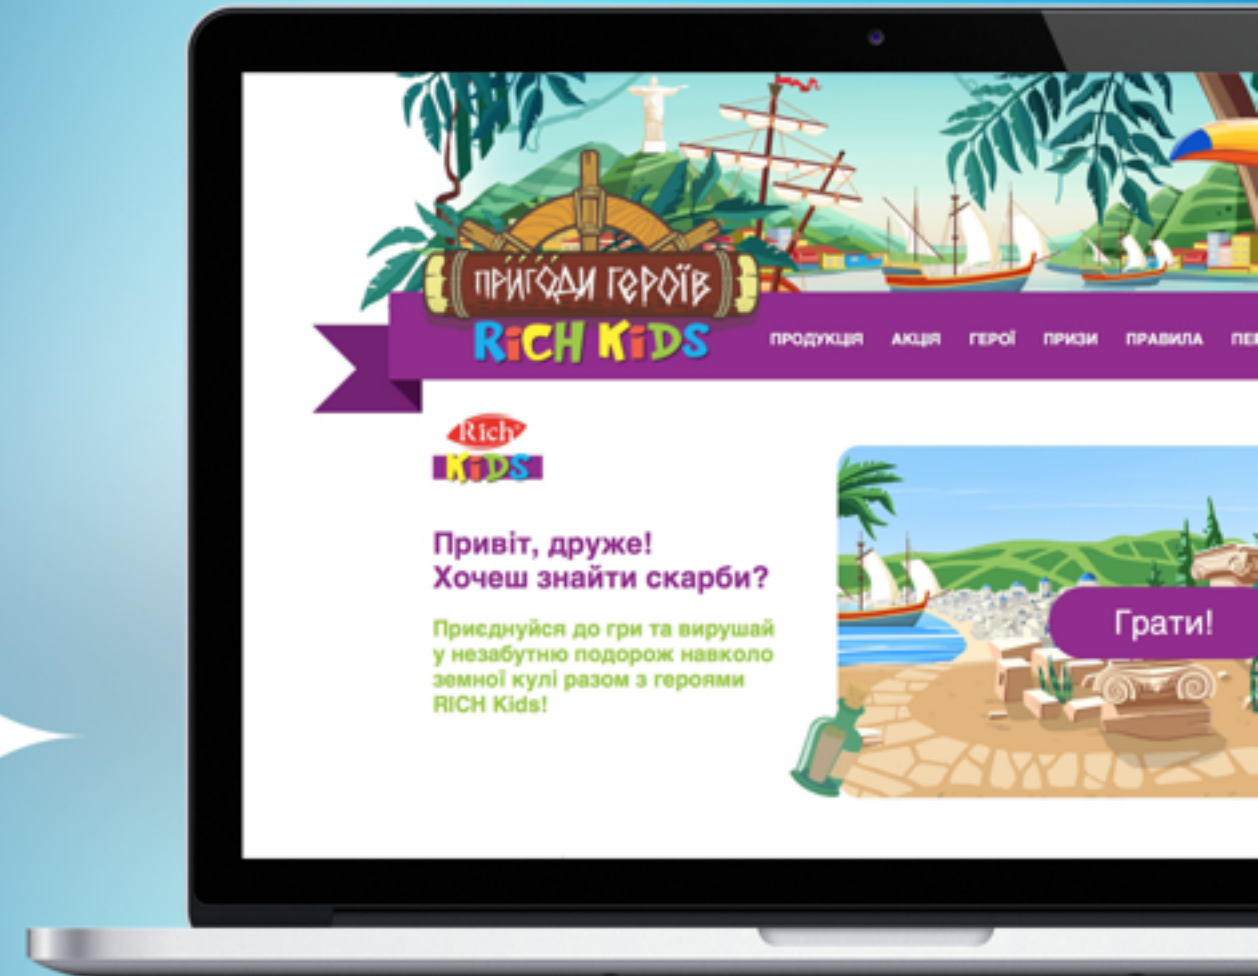 ПРИГОДИ ГЕРОЇВ
RiCH KiDS
ПРОДУКЦІЯ АКЦІЯ ГЕРОЇ ПРИЗИ ПРАВИЛА
Rich
KiDS
Привіт, друже!
Хочеш знайти скарби?
Приєднуйся до гри та вирушай
у незабутню подорож навколо
земної кулі разом з героями
RICH Kids!
Грати!